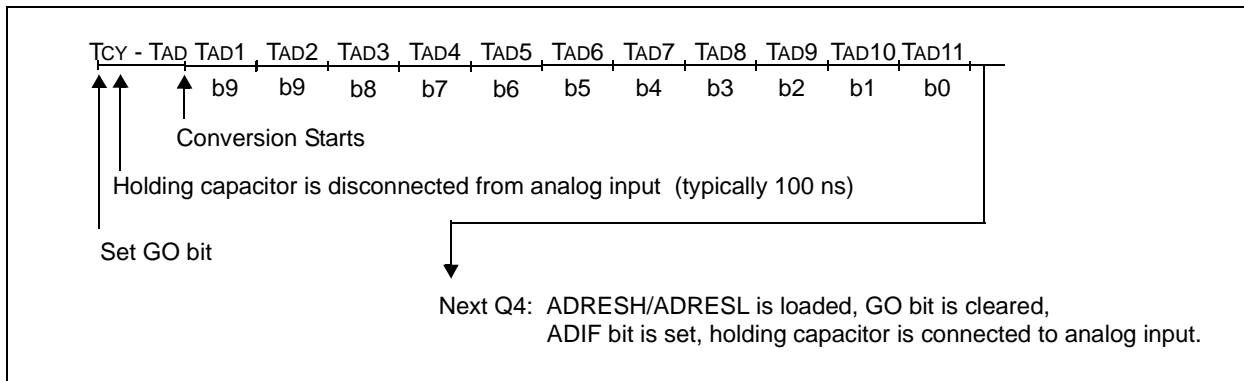 TCY - TAD TAD1 TAD2 TAD3 TAD4 TAD5 TAD6 TAD7 TAD8 TAD9 TAD10 TAD11
b9 b9 b8 b7 b6 b5 b4 b3 b2 b1 b0
Conversion Starts
Holding capacitor is disconnected from analog input (typically 100 ns)
Set GO bit
Next Q4: ADRESH/ADRESL is loaded, GO bit is cleared,
ADIF bit is set, holding capacitor is connected to analog input.